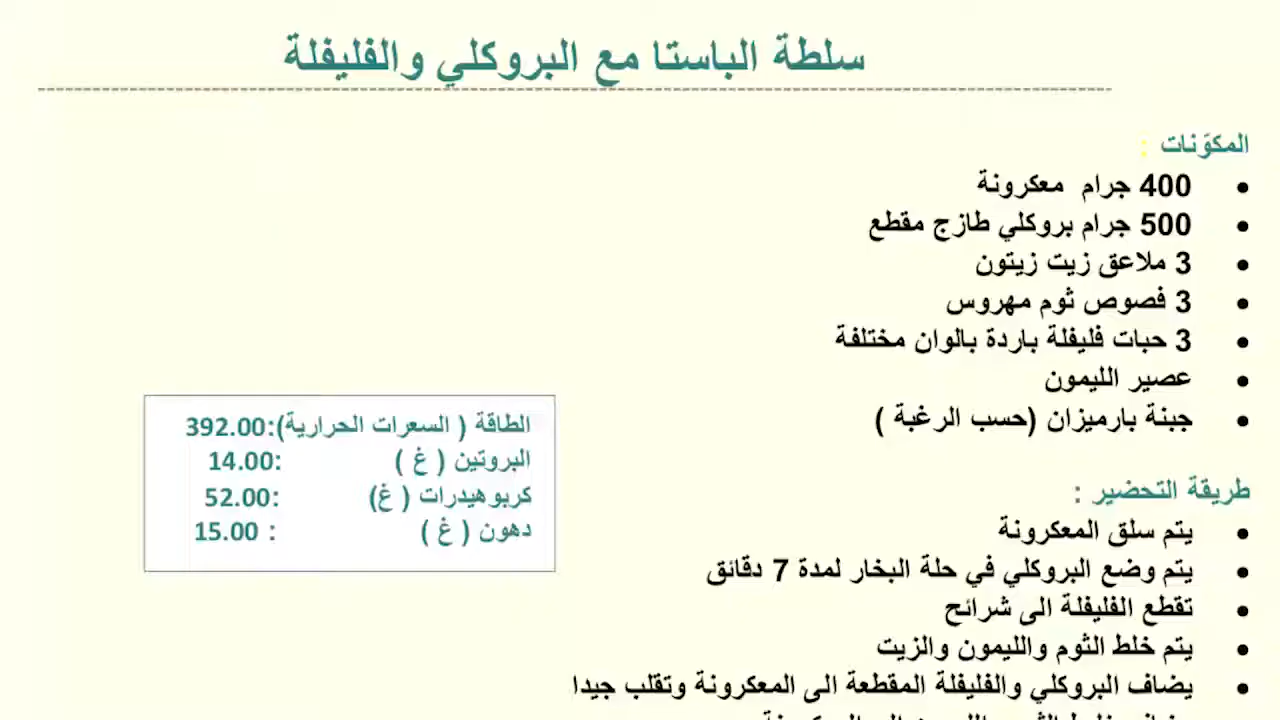 سلطة الباستا مع البروكلي والفليفلة
المكوّنات :
• 400 جرام معكرونة
• 500 جرام بروكلي طازج مقطع
• 3 ملاعق زيت زيتون
• 3 فصوص ثوم مهروس
• 3 حبات فليفلة باردة بالوان مختلفة
• عصير الليمون
• جبنة بارميزان (حسب الرغبة )
الطاقة ( السعرات الحرارية):392.00
البروتين ( غ ) :14.00
كربوهيدرات ( غ) :52.00
دهون ( غ ) : 15.00
طريقة التحضير :
• يتم سلق المعكرونة
• يتم وضع البروكلي في حلة البخار لمدة 7 دقائق
• تقطع الفليفلة الى شرائح
• يتم خلط الثوم والليمون والزيت
• يضاف البروكلي والفليفلة المقطعة الى المعكرونة وتقلب جيدا